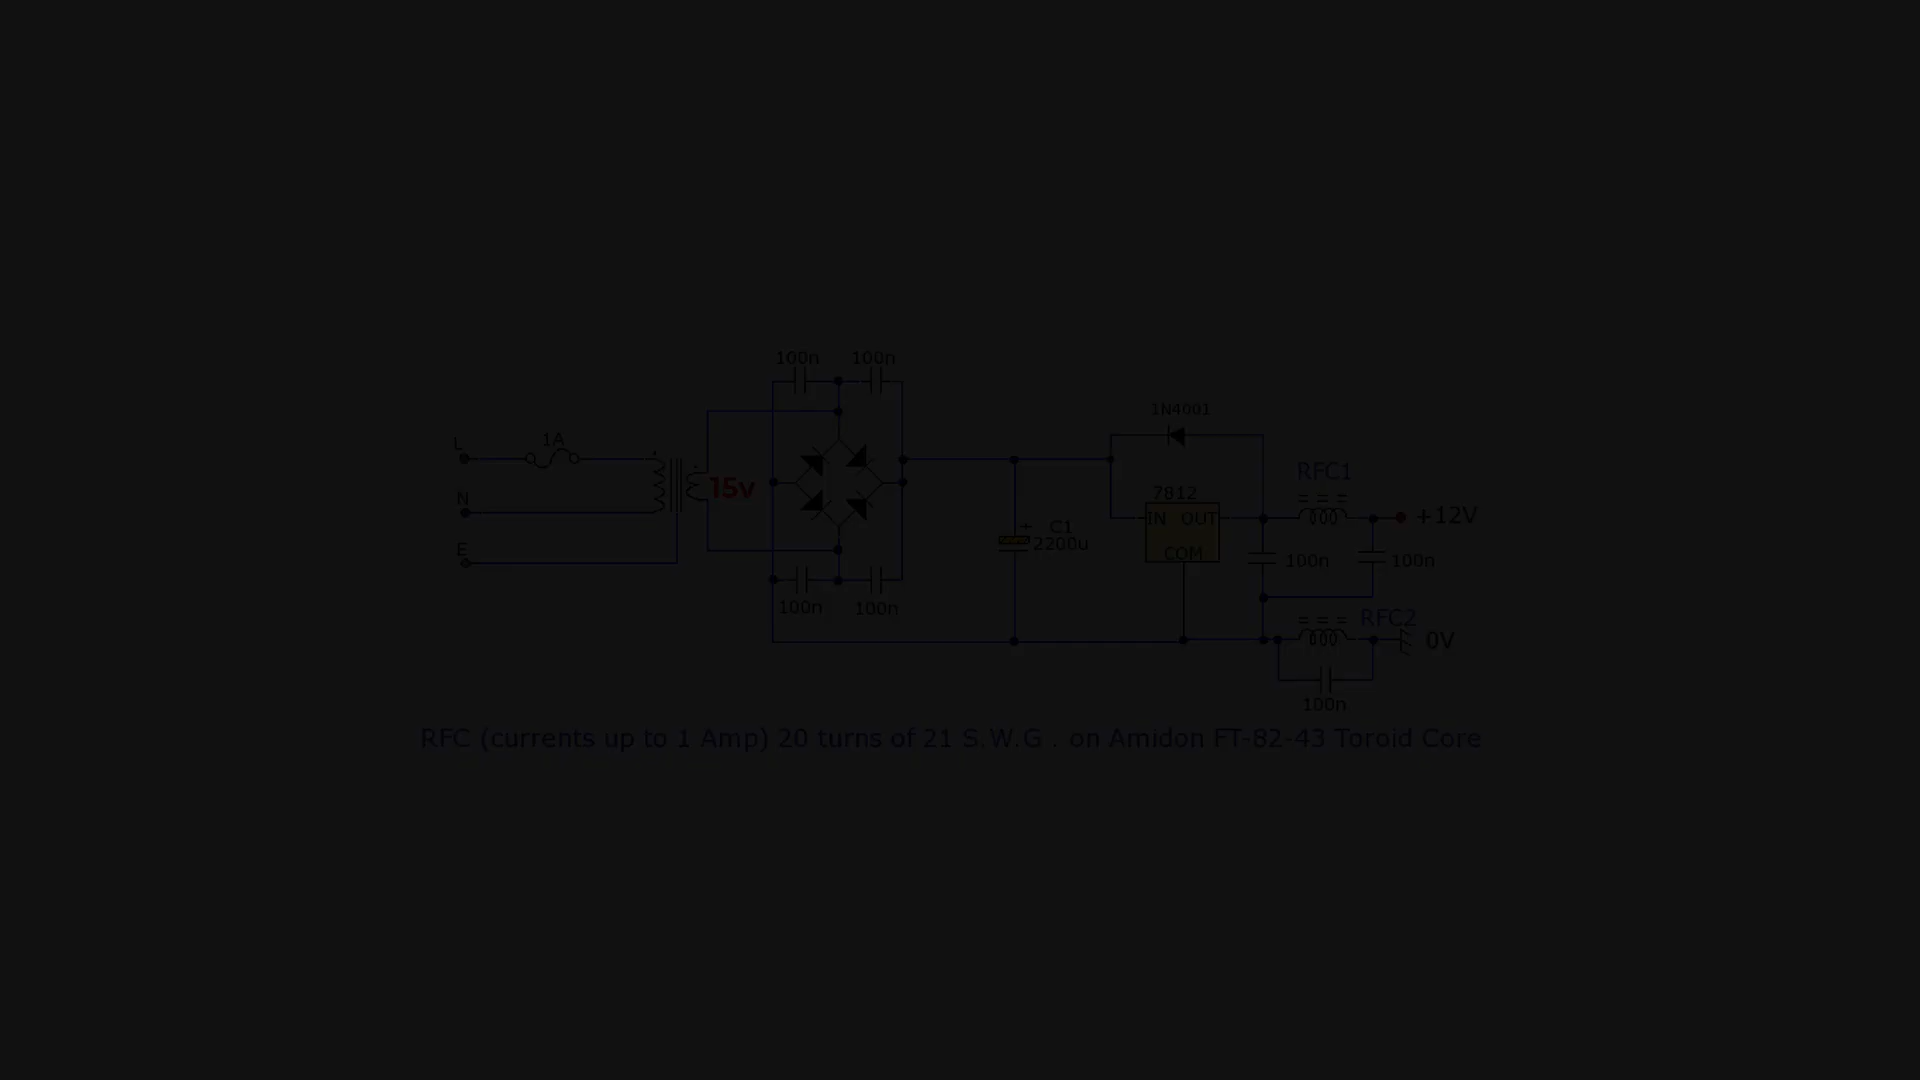 100n 100n
1N4001
L 1A
RFC1
= = =
15v
7812
N
IN OUT
+12V
+ C1
2200u
E
COM
100n 100n
100n 100n
= = = RFC2
0V
100n
RFC (currents up to 1 Amp) 20 turns of 21 S.W.G . on Amidon FT-82-43 Toroid Core